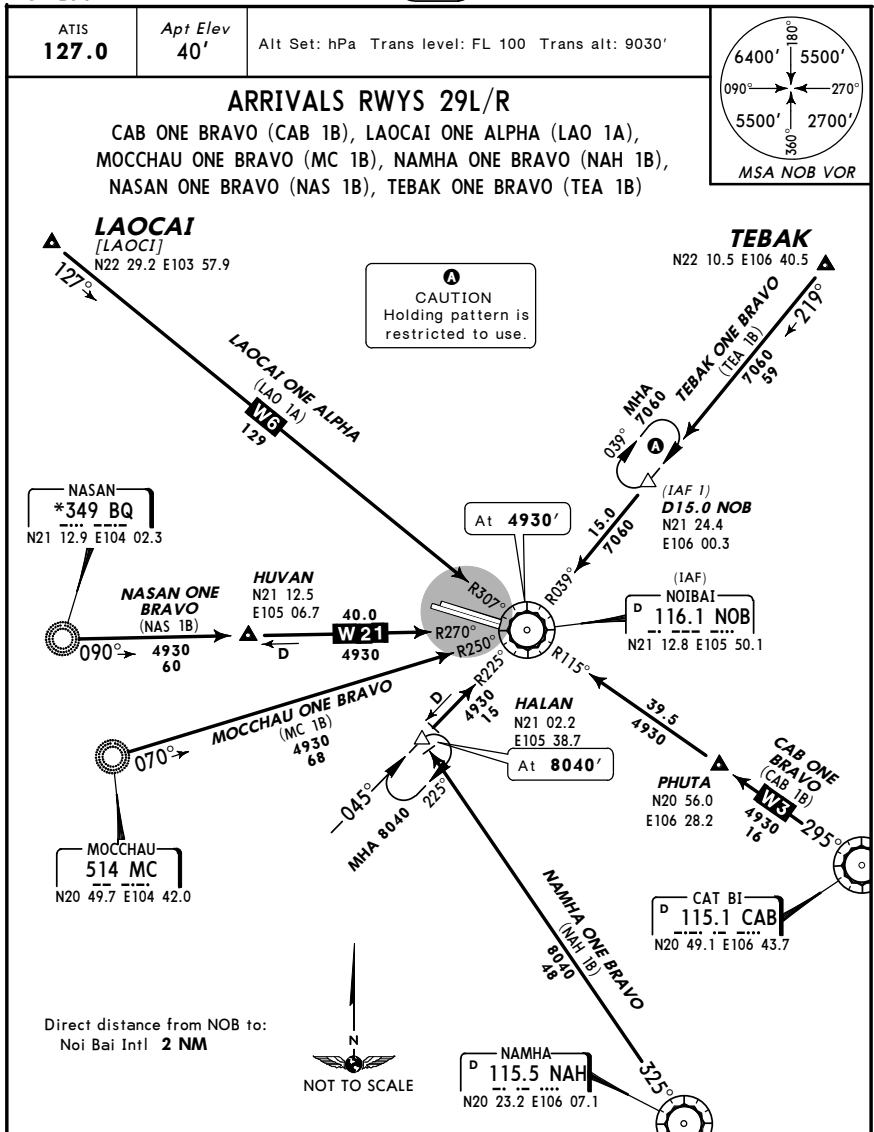 ATIS
127.0
Apt Elev
40'
Alt Set: hPa Trans level: FL 100 Trans alt: 9030'
180°
6400' 5500'
090° 270°
5500' 2700'
360°
MSA NOB VOR
ARRIVALS RWYS 29L/R
CAB ONE BRAVO (CAB 1B), LAOCAI ONE ALPHA (LAO 1A),
MOCCHAU ONE BRAVO (MC 1B), NAMHA ONE BRAVO (NAH 1B),
NASAN ONE BRAVO (NAS 1B), TEBAK ONE BRAVO (TEA 1B)
LAOCAI
[LAOCI]
N22 29.2 E103 57.9
127°
TEBAK
N22 10.5 E106 40.5
219°
A
CAUTION
Holding pattern is
restricted to use.
LAOCAI ONE ALPHA
(LAO 1A)
W6
129
TEBAK ONE BRAVO
(TEA 1B)
7060
59
MHA
7060
039°
A
(IAF 1)
D15.0 NOB
N21 24.4
E106 00.3
15.0
7060
At 4930'
NASAN
*349 BQ
N21 12.9 E104 02.3
NASAN ONE
BRAVO
(NAS 1B)
090°
4930
60
HUVAN
N21 12.5
E105 06.7
40.0
W21
4930
D
R307°
R039°
R270°
R250°
R225°
R115°
(IAF)
NOIBAI
D 116.1 NOB
N21 12.8 E105 50.1
MOCCHAU ONE BRAVO
(MC 1B)
4930
68
070°
MOCCHAU
514 MC
N20 49.7 E104 42.0
D
4930
15
HALAN
N21 02.2
E105 38.7
At 8040'
045°
225°
MHA 8040
39.5
4930
PHUTA
N20 56.0
E106 28.2
CAB ONE
BRAVO
(CAB 1B)
W3
4930
16
295°
CAT BI
D 115.1 CAB
N20 49.1 E106 43.7
NAMHA ONE BRAVO
(NAH 1B)
8040
48
325°
NAMHA
D 115.5 NAH
N20 23.2 E106 07.1
Direct distance from NOB to:
Noi Bai Intl 2 NM
N
NOT TO SCALE